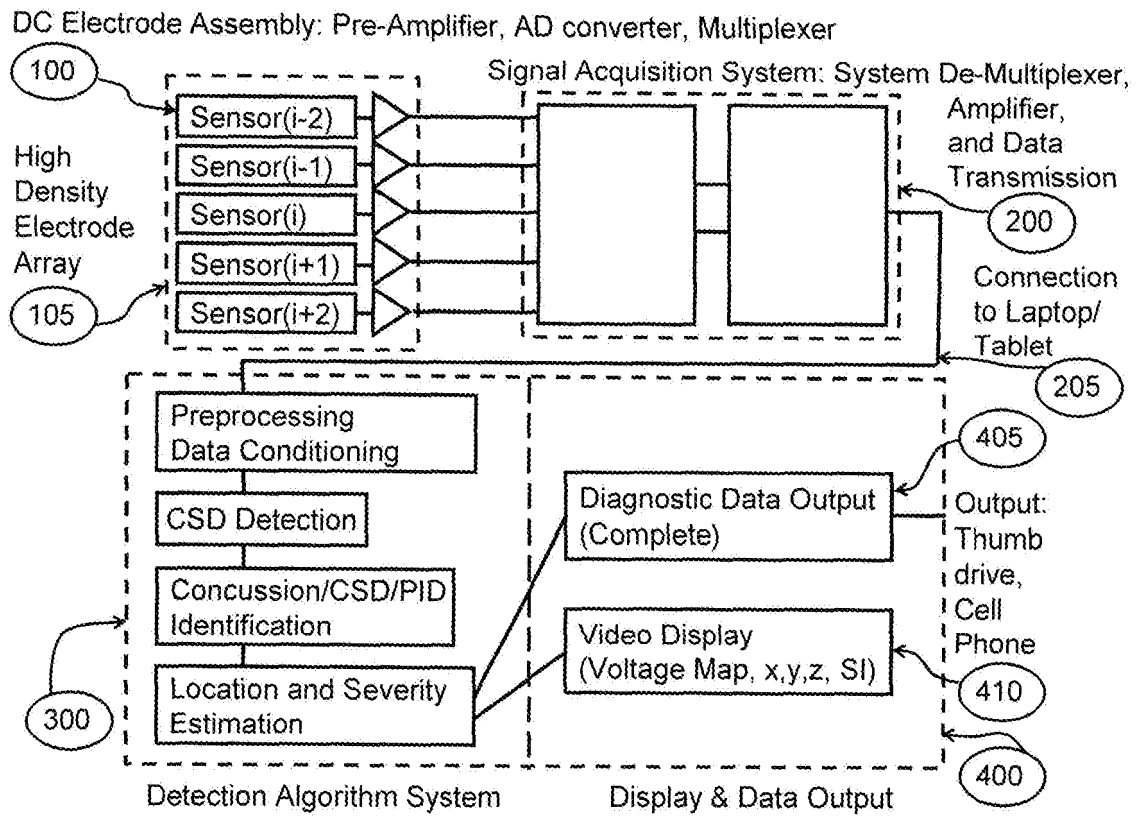 DC Electrode Assembly: Pre-Amplifier, AD converter, Multiplexer
100
Signal Acquisition System: System De-Multiplexer,
Amplifier,
and Data
Transmission
200
High
Density
Electrode
Array
105
Sensor(i-2)
Sensor(i-1)
Sensor(i)
Sensor(i+1)
Sensor(i+2)
Connection
to Laptop/
Tablet
205
Preprocessing
Data Conditioning
CSD Detection
Concussion/CSD/PID
Identification
Location and Severity
Estimation
300
Diagnostic Data Output
(Complete)
405
Video Display
(Voltage Map, x,y,z, SI)
410
Output:
Thumb
drive,
Cell
Phone
400
Detection Algorithm System
Display & Data Output